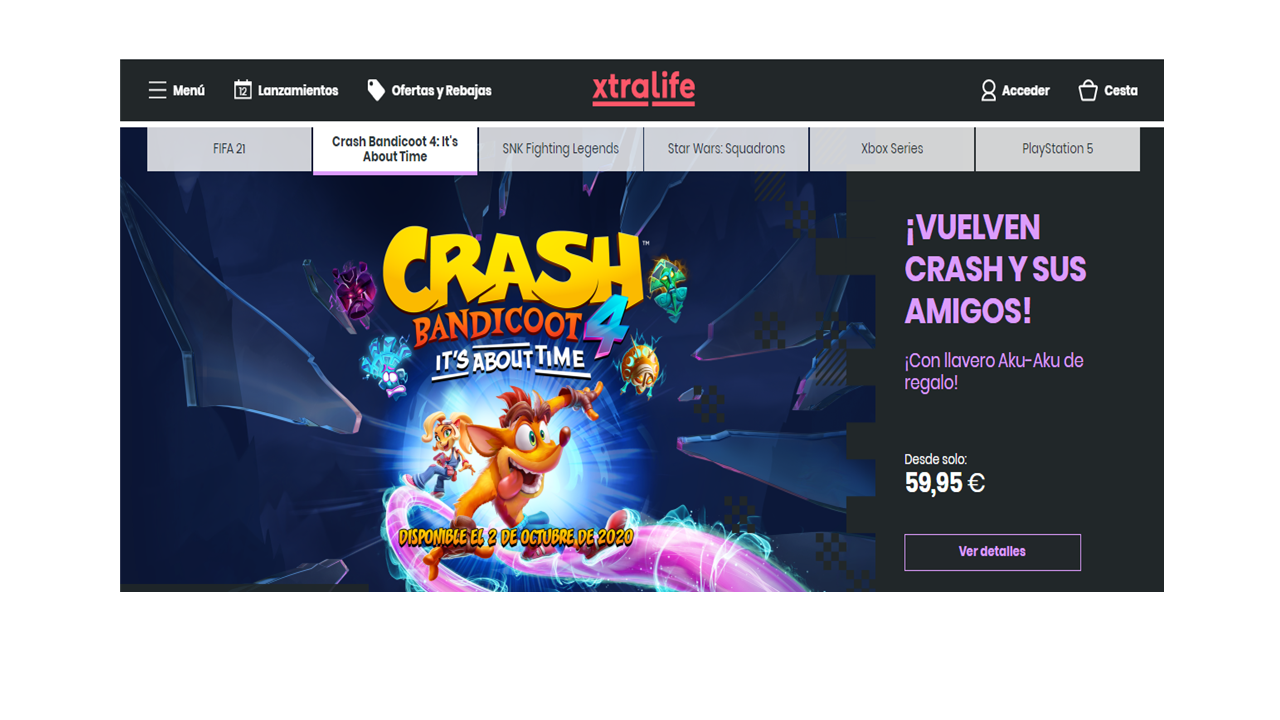 Menú
12
Lanzamientos
Ofertas y Rebajas
xtralife
Acceder
Cesta
FIFA 21
Crash Bandicoot 4: It's
About Time
SNK Fighting Legends
Star Wars: Squadrons
Xbox Series
PlayStation 5
CRASH™
BANDICOOT 4
IT'S ABOUT TIME
DISPONIBLE EL 2 DE OCTUBRE DE 2020
¡VUELVEN
CRASH Y SUS
AMIGOS!
¡Con llavero Aku-Aku de
regalo!
Desde solo:
59,95 €
Ver detalles